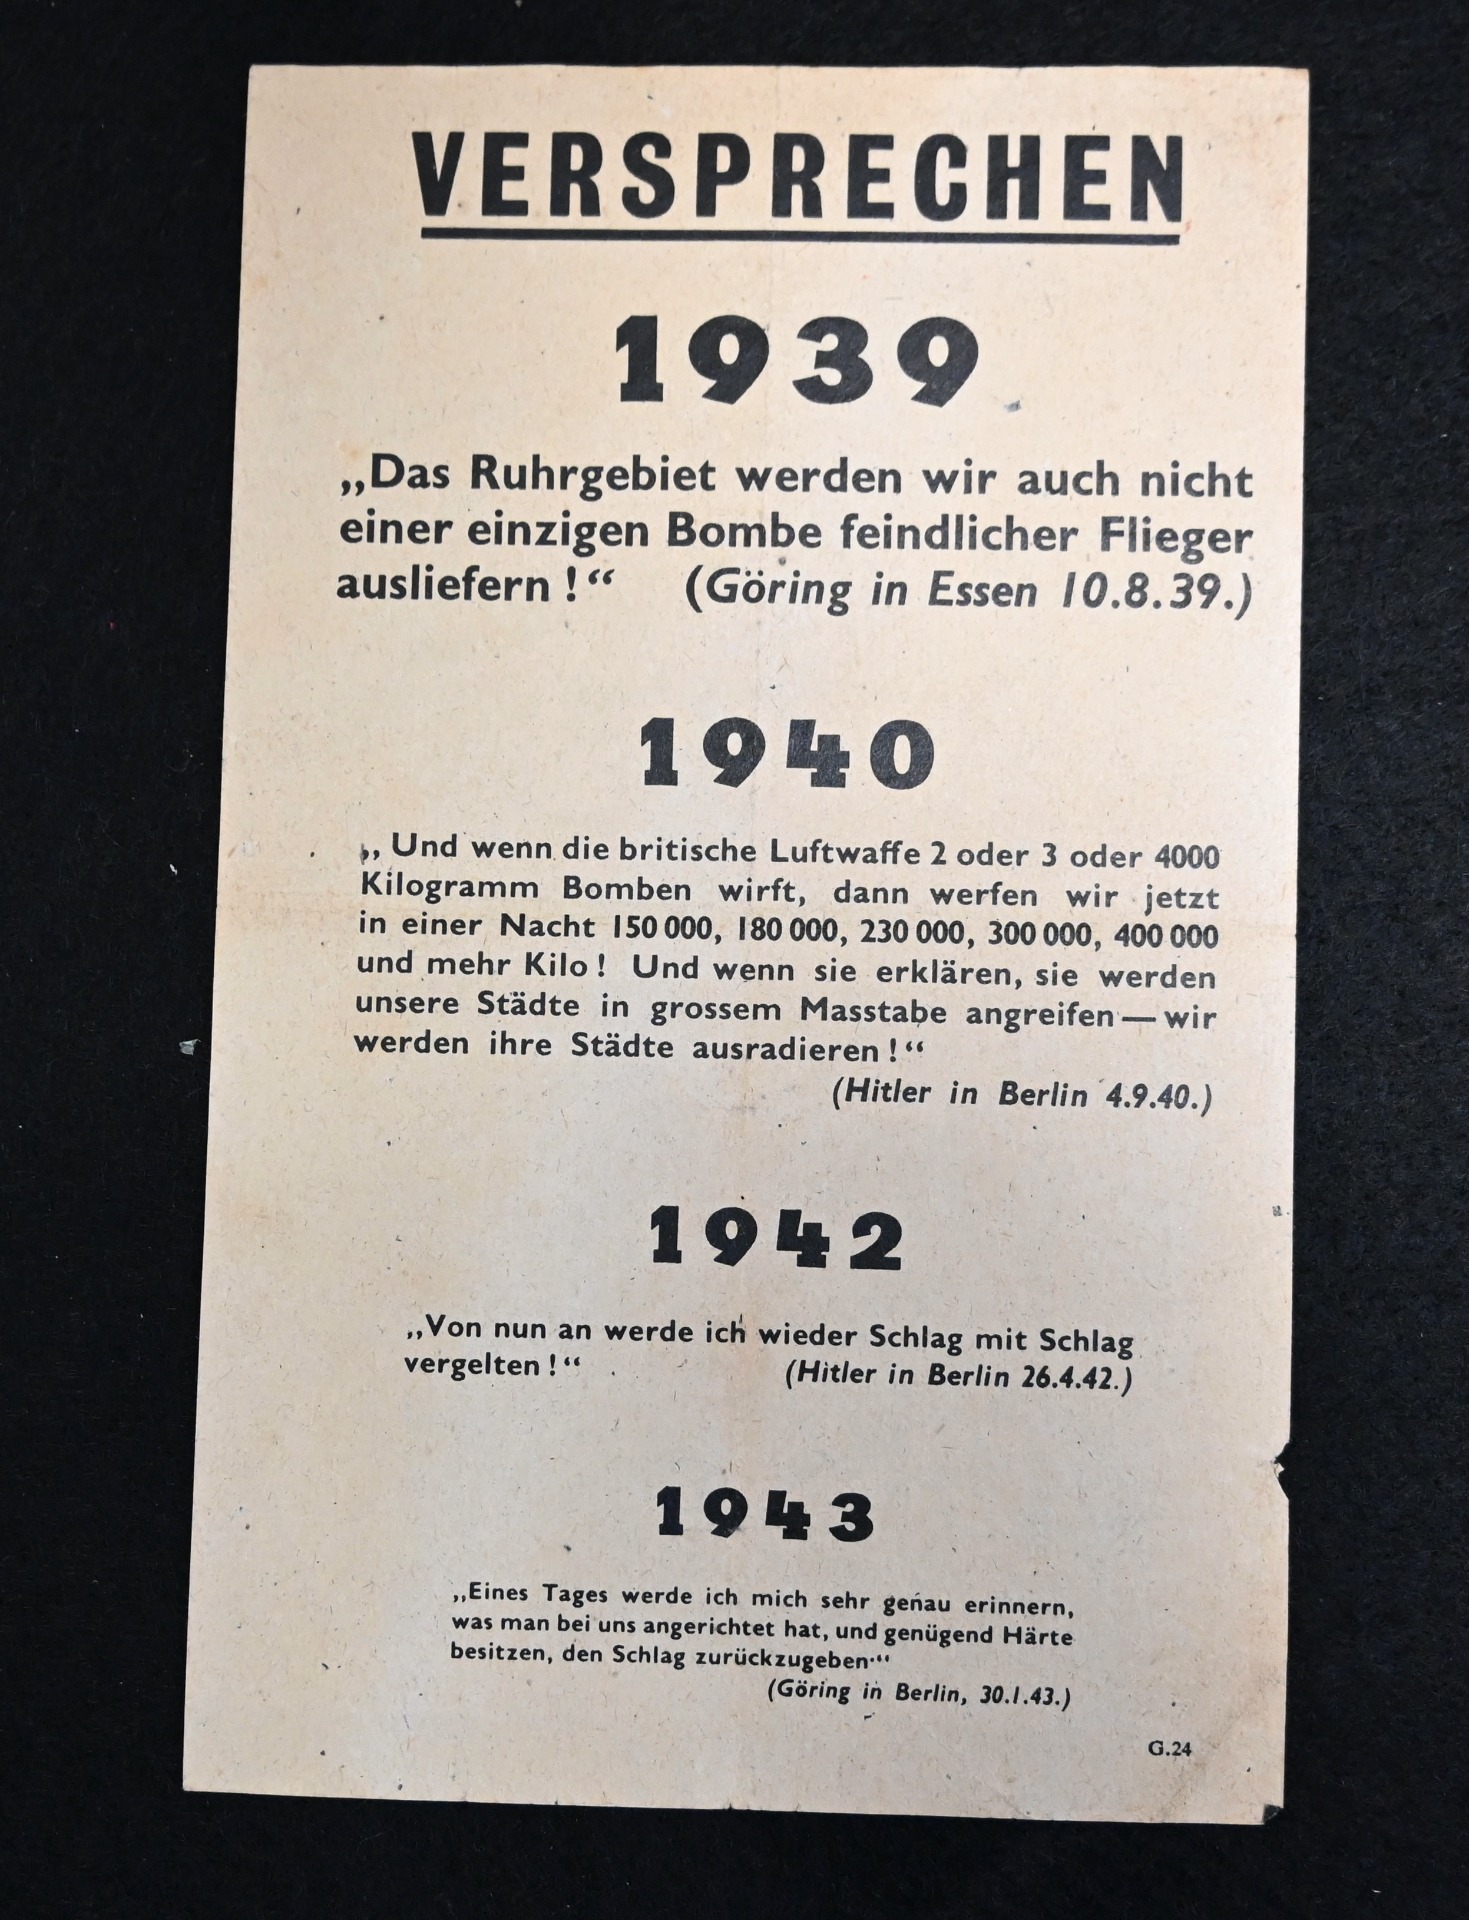 VERSPRECHEN
1939
„Das Ruhrgebiet werden wir auch nicht
einer einzigen Bombe feindlicher Flieger
ausliefern !“ (Göring in Essen 10.8.39.)
1940
„ Und wenn die britische Luftwaffe 2 oder 3 oder 4000
Kilogramm Bomben wirft, dann werfen wir jetzt
in einer Nacht 150 000, 180 000, 230 000, 300 000, 400 000
und mehr Kilo ! Und wenn sie erklären, sie werden
unsere Städte in grossem Masstabe angreifen — wir
werden ihre Städte ausradieren ! “
(Hitler in Berlin 4.9.40.)
1942
„Von nun an werde ich wieder Schlag mit Schlag
vergelten ! “ (Hitler in Berlin 26.4.42.)
1943
„Eines Tages werde ich mich sehr genau erinnern,
was man bei uns angerichtet hat, und genügend Härte
besitzen, den Schlag zurückzugeben.“
(Göring in Berlin, 30.1.43.)
G.24